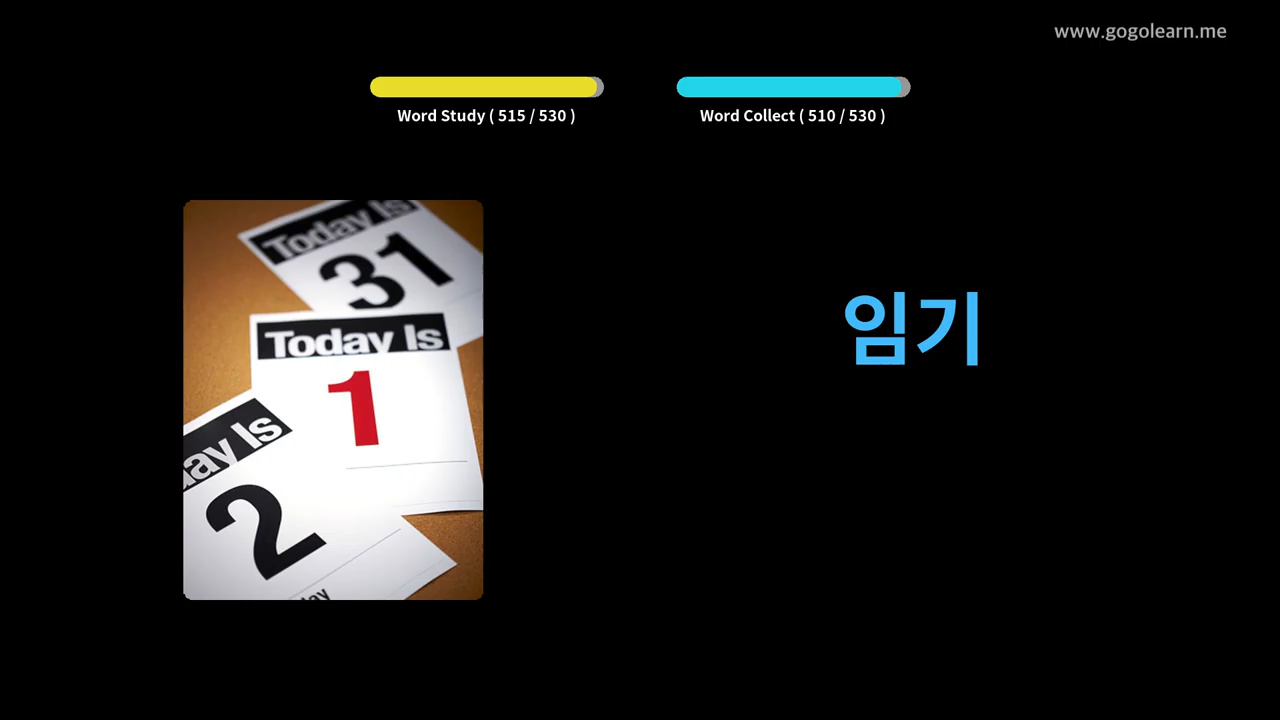 www.gogolearn.me
Word Study ( 515 / 530 )
Word Collect ( 510 / 530 )
Today Is
31
Today Is
1
ay Is
2
ay
임기